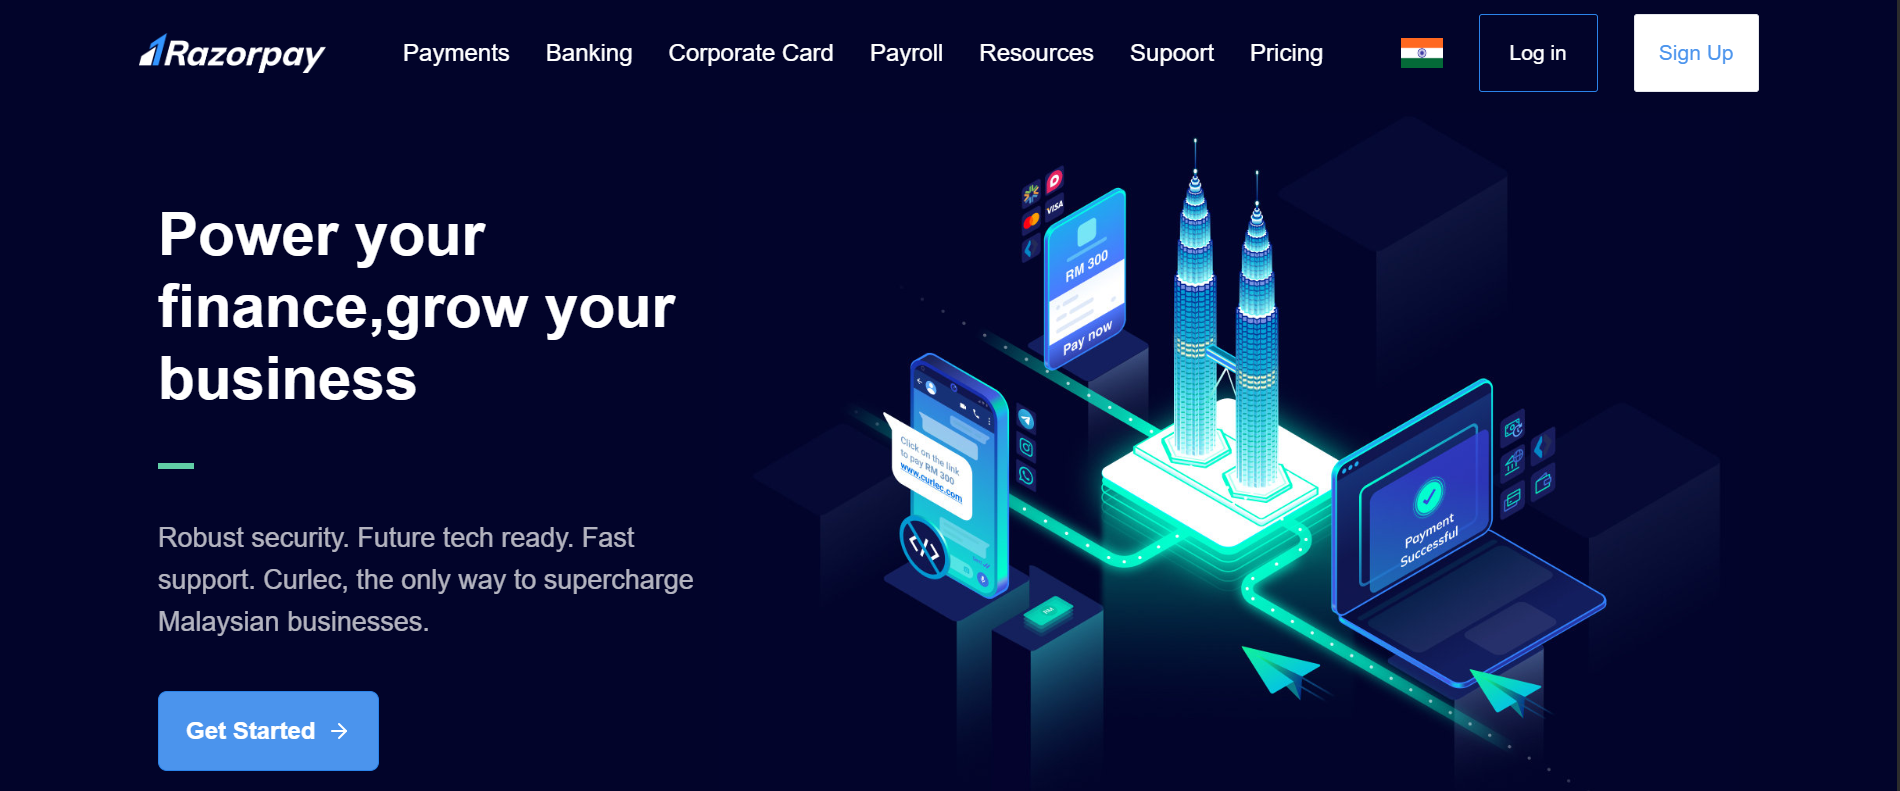 Razorpay
Payments
Banking
Corporate Card
Payroll
Resources
Supoort
Pricing
Log in
Sign Up
Power your
finance,grow your
business
Robust security. Future tech ready. Fast
support. Curlec, the only way to supercharge
Malaysian businesses.
Get Started
VISA
RM 300
Pay now
Click on the link
to pay RM 300
www.curlec.com
</>
RM
Payment
Successful